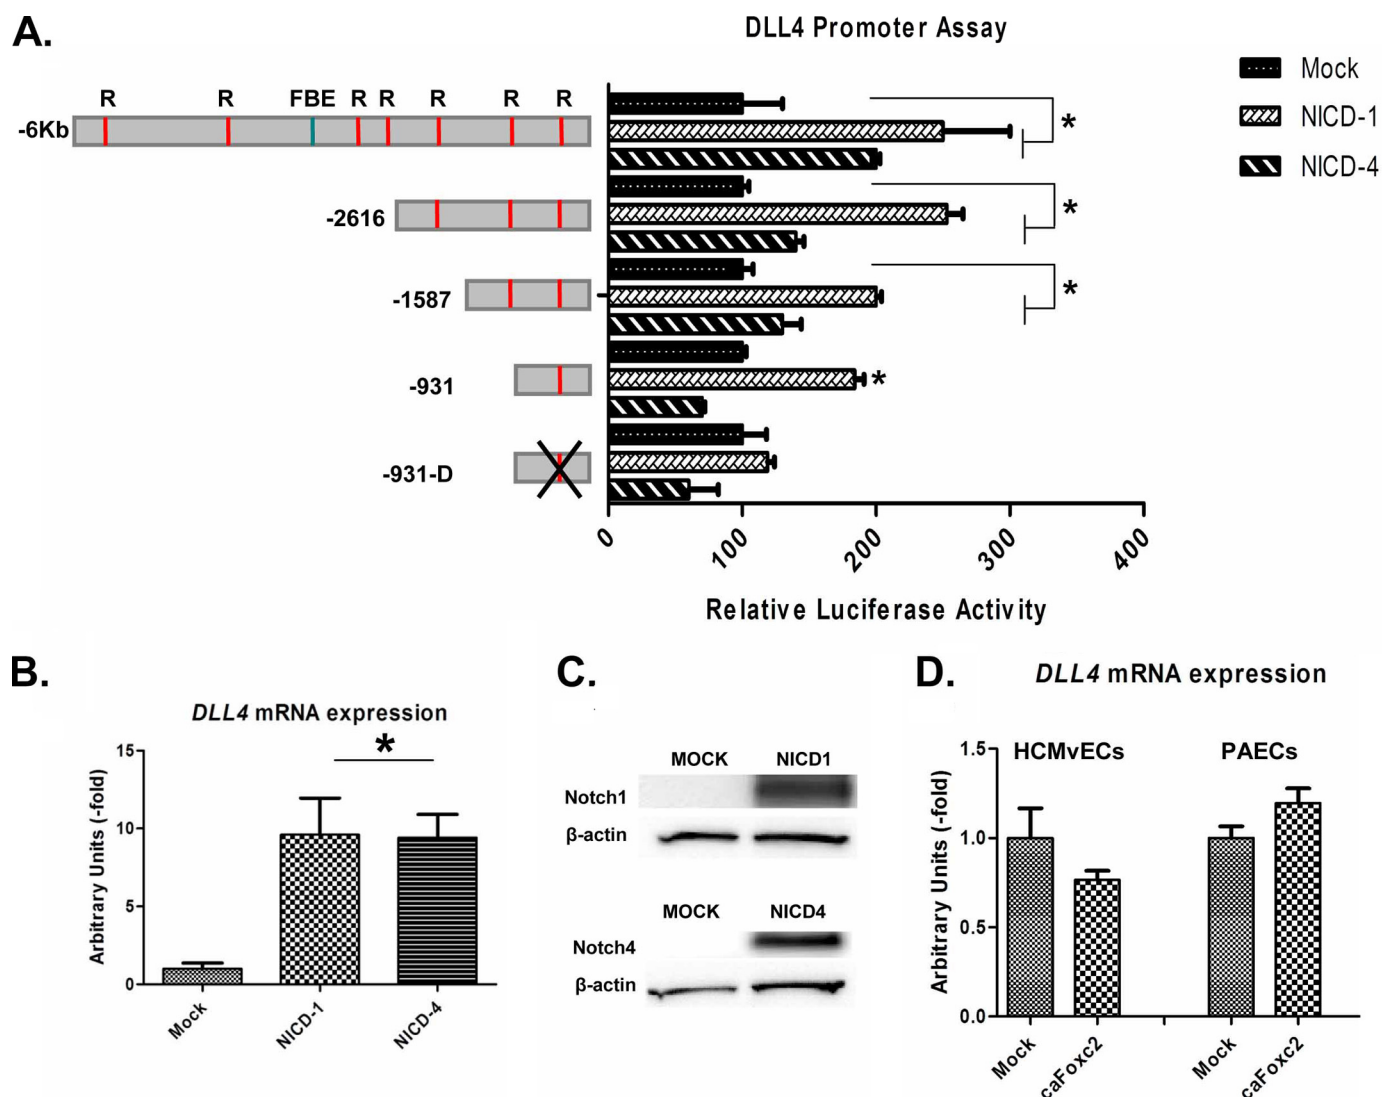 A.
DLL4 Promoter Assay
Mock
NICD-1
NICD-4
R R FBE R R R R R
-6Kb
*
-2616
*
-1587
*
-931
*
-931-D
0 100 200 300 400
Relative Luciferase Activity
B.
DLL4 mRNA expression
*
15
10
5
0
Arbitrary Units (-fold)
Mock NICD-1 NICD-4
C.
MOCK NICD1
Notch1
β-actin
MOCK NICD4
Notch4
β-actin
D.
DLL4 mRNA expression
HCMvECs PAECs
1.5
1.0
0.5
0.0
Arbitrary Units (-fold)
Mock caFoxc2 Mock caFoxc2